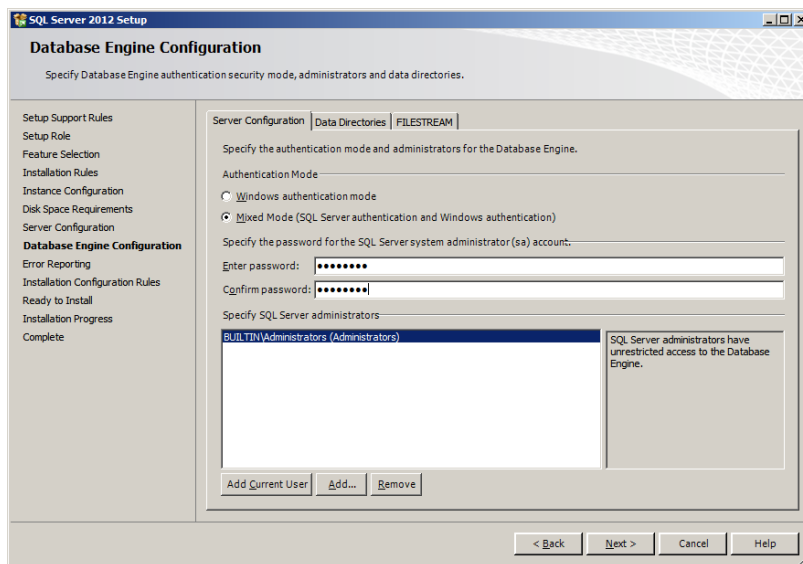 SQL Server 2012 Setup
Database Engine Configuration
Specify Database Engine authentication security mode, administrators and data directories.
Setup Support Rules
Setup Role
Feature Selection
Installation Rules
Instance Configuration
Disk Space Requirements
Server Configuration
Database Engine Configuration
Error Reporting
Installation Configuration Rules
Ready to Install
Installation Progress
Complete
Server Configuration Data Directories FILESTREAM
Specify the authentication mode and administrators for the Database Engine.
Authentication Mode
Windows authentication mode
Mixed Mode (SQL Server authentication and Windows authentication)
Specify the password for the SQL Server system administrator (sa) account.
Enter password: ●●●●●●●●
Confirm password: ●●●●●●●●
Specify SQL Server administrators
BUILTIN\Administrators (Administrators)
SQL Server administrators have
unrestricted access to the Database
Engine.
Add Current User Add... Remove
< Back Next > Cancel Help